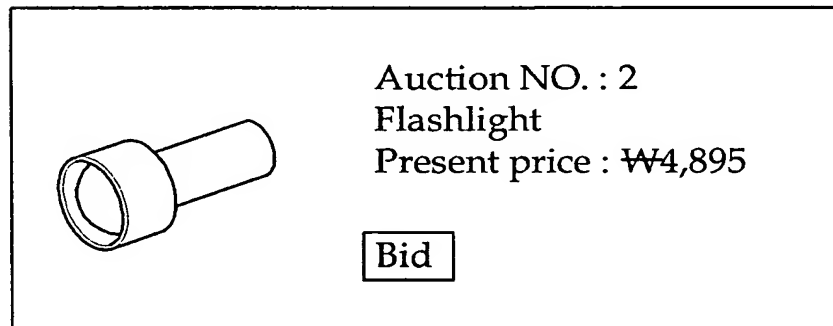 Auction NO. : 2
Flashlight
Present price : ₩4,895
Bid